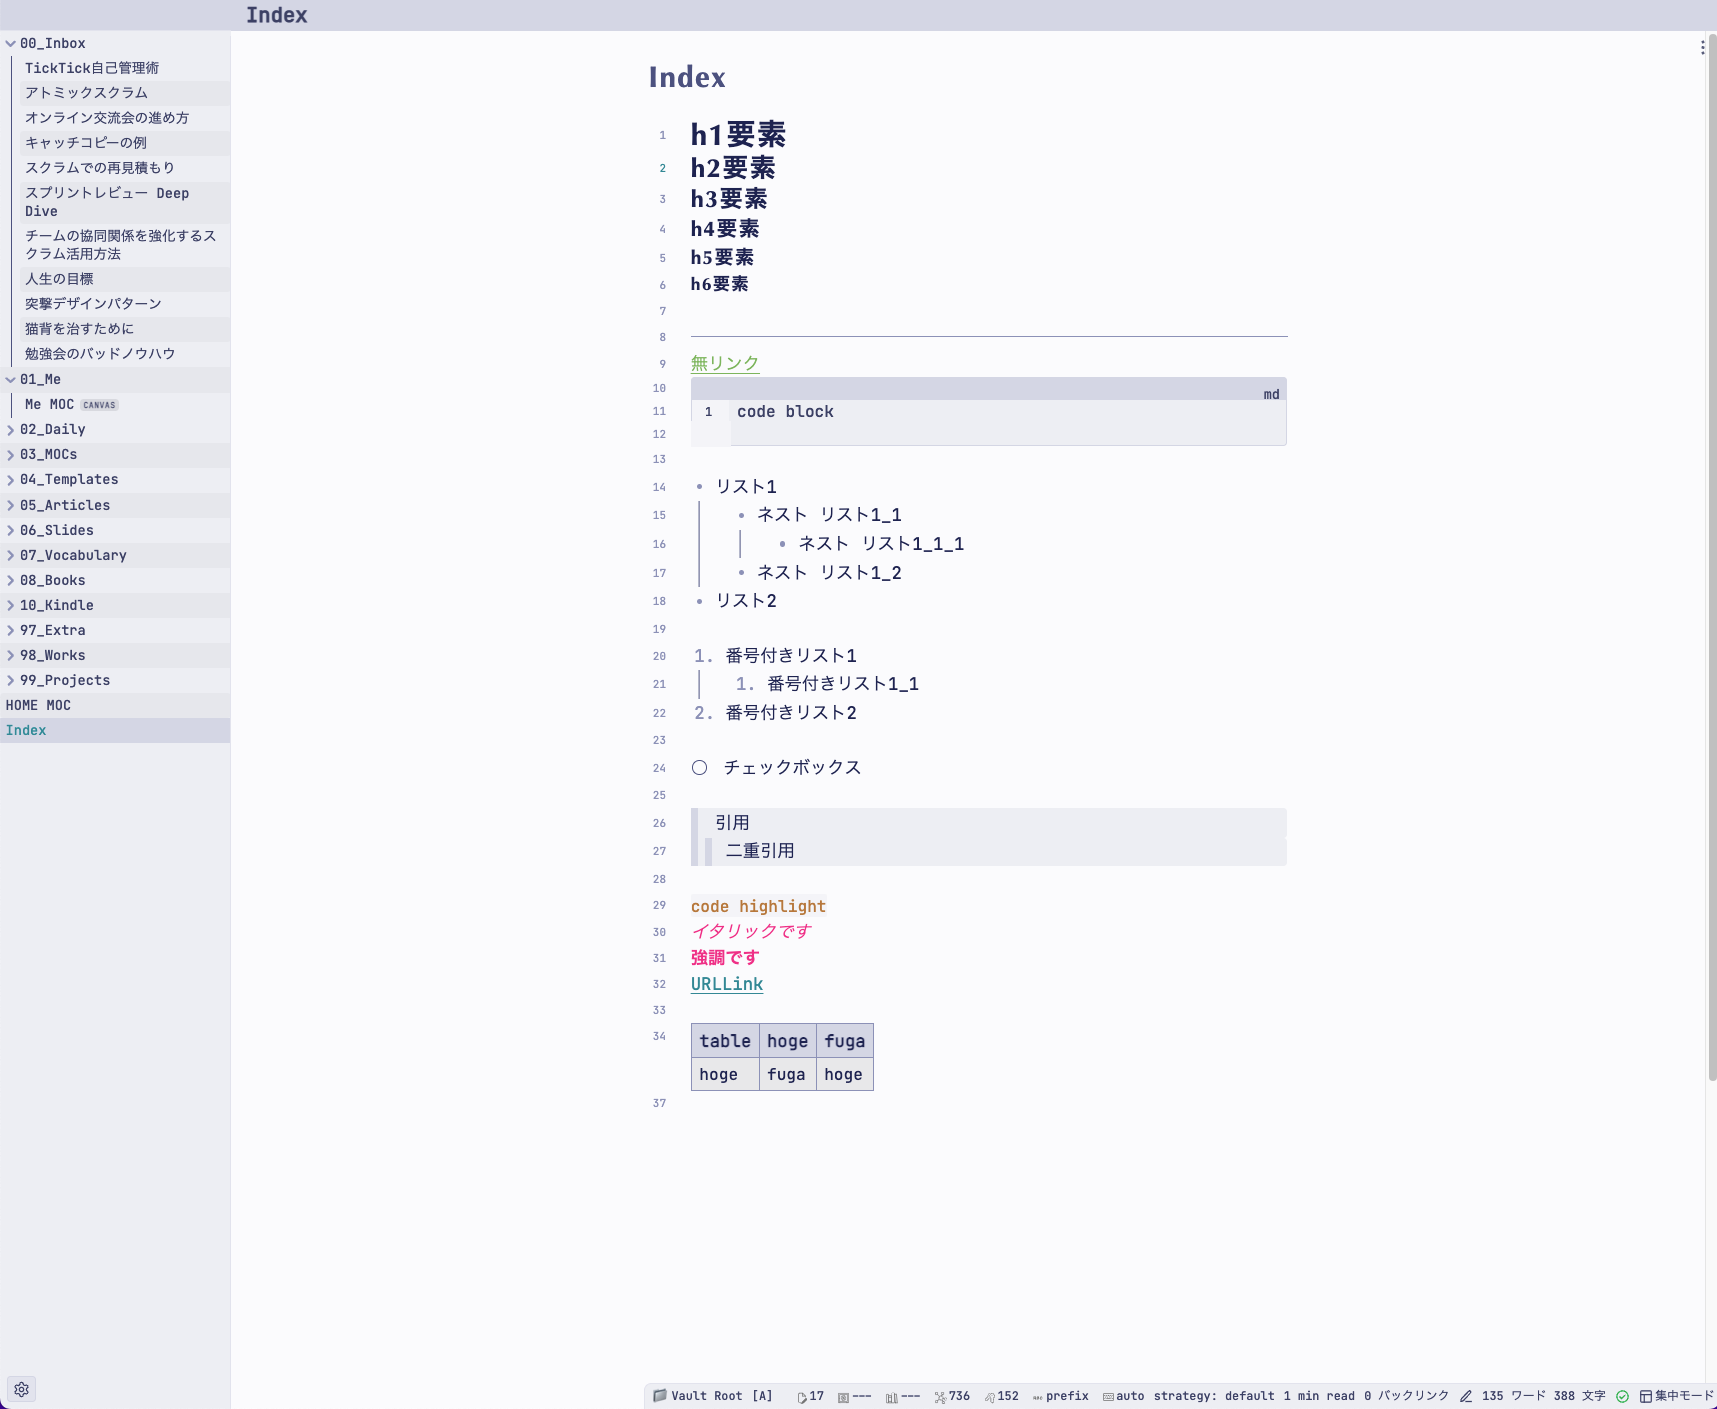 Index
00_Inbox
TickTick自己管理術
アトミックスクラム
オンライン交流会の進め方
キャッチコピーの例
スクラムでの再見積もり
スプリントレビュー Deep
Dive
チームの協同関係を強化するス
クラム活用方法
人生の目標
突撃デザインパターン
猫背を治すために
勉強会のバッドノウハウ
01_Me
Me MOC CANVAS
02_Daily
03_MOCs
04_Templates
05_Articles
06_Slides
07_Vocabulary
08_Books
10_Kindle
97_Extra
98_Works
99_Projects
HOME MOC
Index
Index
1 h1要素
2 h2要素
3 h3要素
4 h4要素
5 h5要素
6 h6要素
7
8
9 無リンク
10 md
11 1 code block
12
13
14 • リスト1
15 • ネスト リスト1_1
16 • ネスト リスト1_1_1
17 • ネスト リスト1_2
18 • リスト2
19
20 1. 番号付きリスト1
21 1. 番号付きリスト1_1
22 2. 番号付きリスト2
23
24 チェックボックス
25
26 引用
27 二重引用
28
29 code highlight
30 イタリックです
31 強調です
32 URLLink
33
34 table hoge fuga
hoge fuga hoge
37
Vault Root [A] 17 --- --- 736 152 prefix auto strategy: default 1 min read 0 バックリンク 135 ワード 388 文字 集中モード